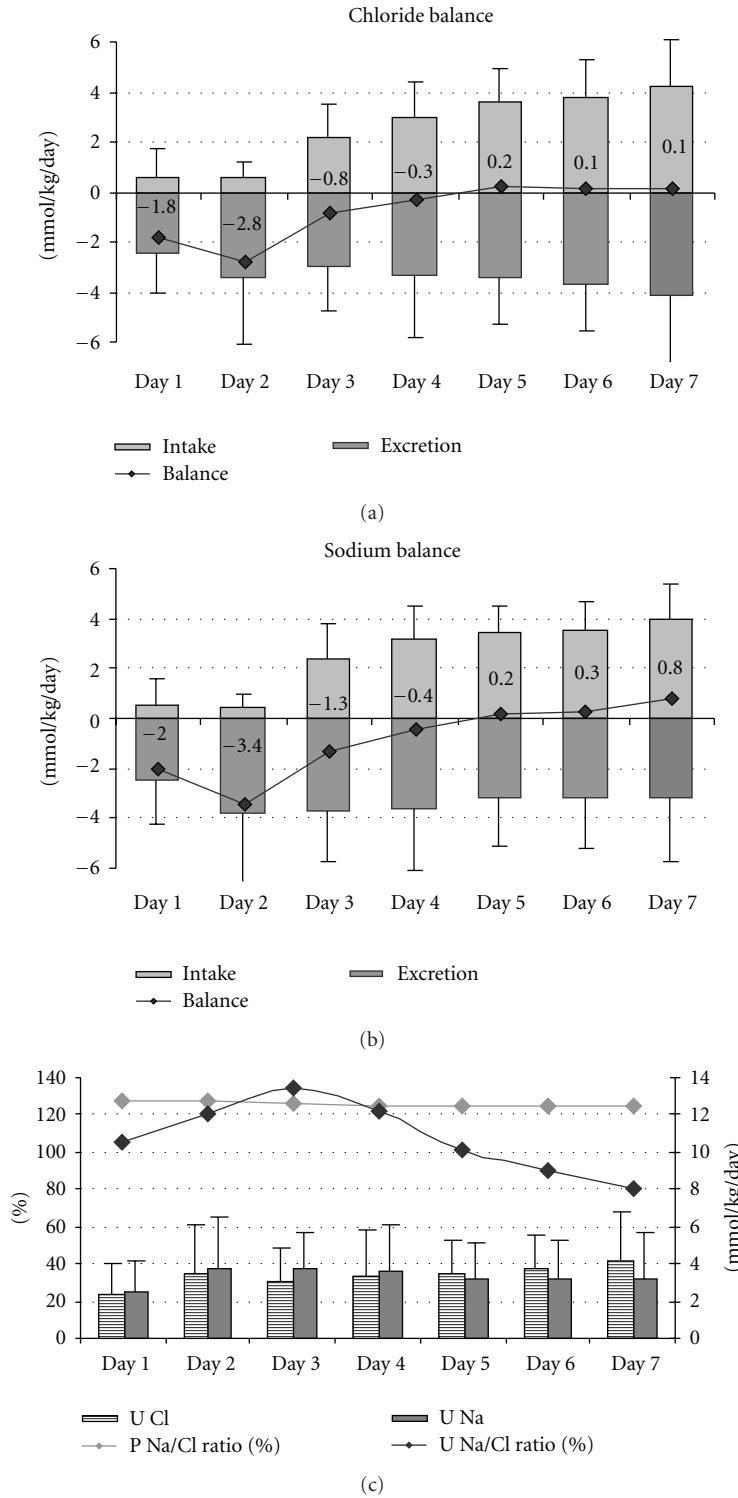 Chloride balance
6
4
2
0
−2
−4
−6
(mmol/kg/day)
−1.8
−2.8
−0.8
−0.3
0.2
0.1
0.1
Day 1 Day 2 Day 3 Day 4 Day 5 Day 6 Day 7
Intake Excretion
Balance
(a)
Sodium balance
6
4
2
0
−2
−4
−6
(mmol/kg/day)
−2
−3.4
−1.3
−0.4
0.2
0.3
0.8
Day 1 Day 2 Day 3 Day 4 Day 5 Day 6 Day 7
Intake Excretion
Balance
(b)
140
120
100
80
60
40
20
0
(%)
14
12
10
8
6
4
2
0
(mmol/kg/day)
Day 1 Day 2 Day 3 Day 4 Day 5 Day 6 Day 7
U Cl U Na
P Na/Cl ratio (%) U Na/Cl ratio (%)
(c)